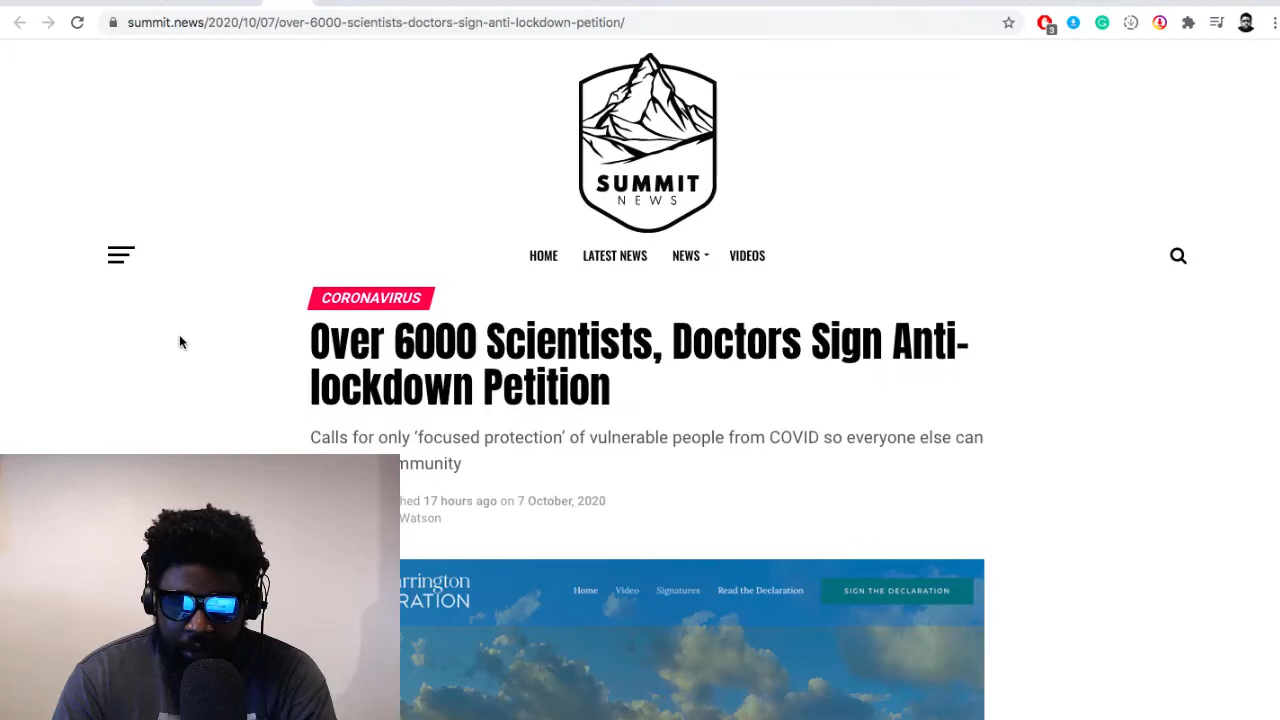 summit.news/2020/10/07/over-6000-scientists-doctors-sign-anti-lockdown-petition/
3
SUMMIT
NEWS
HOME LATEST NEWS NEWS VIDEOS
CORONAVIRUS
Over 6000 Scientists, Doctors Sign Anti-
lockdown Petition
Calls for only ‘focused protection’ of vulnerable people from COVID so everyone else can
mmunity
hed 17 hours ago on 7 October, 2020
Watson
rrington
RATION
Home Video Signatures Read the Declaration SIGN THE DECLARATION